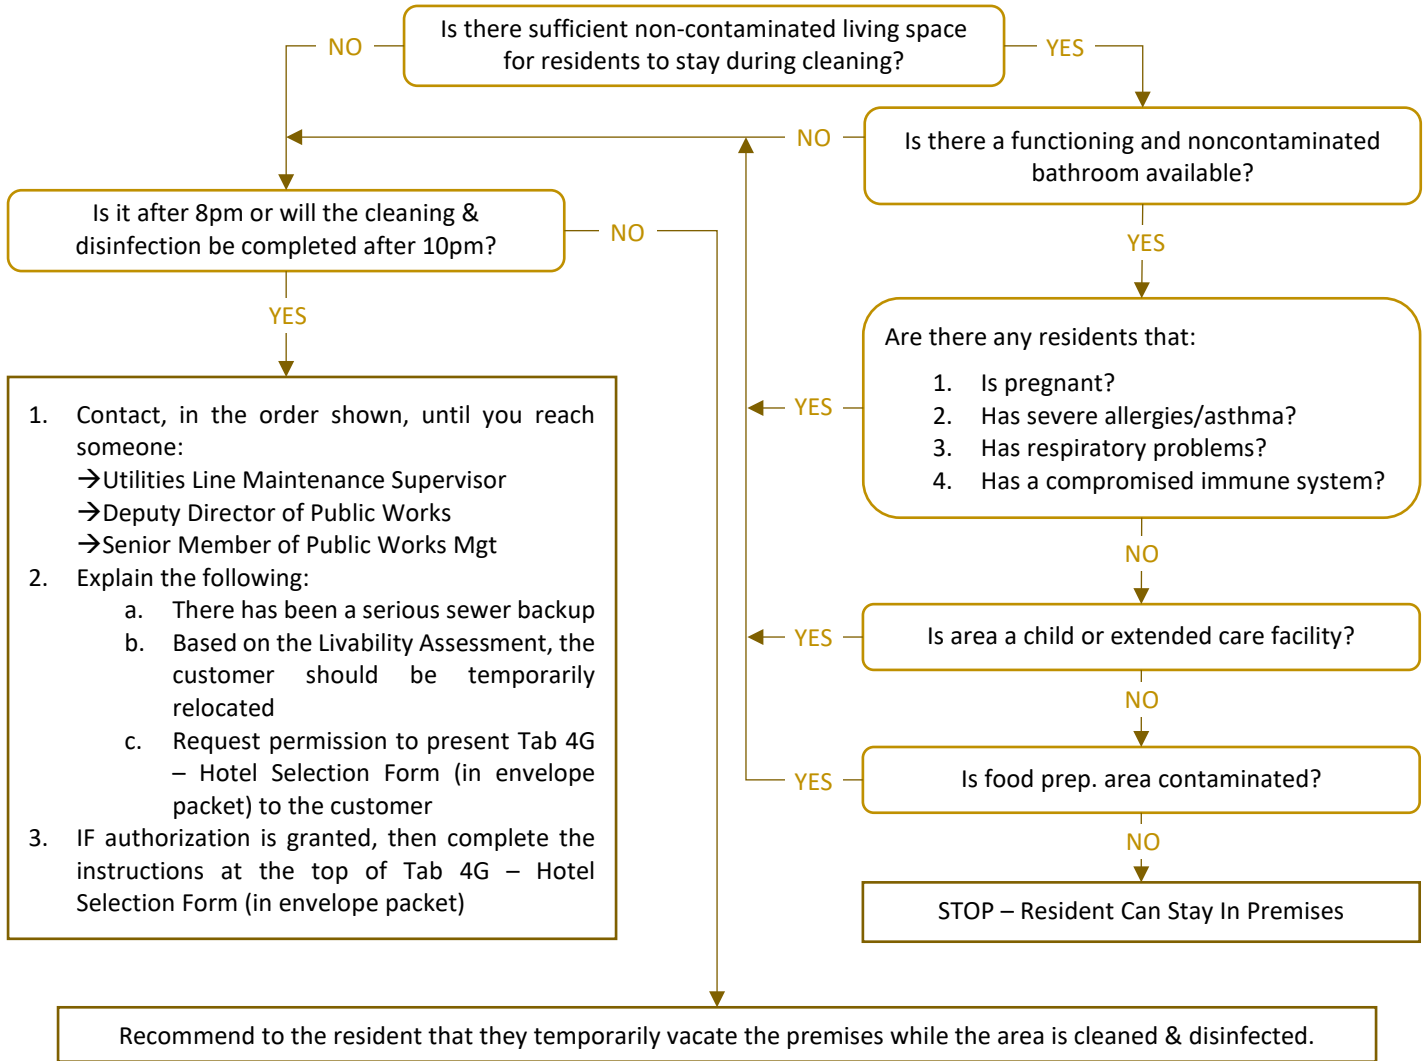 Is there sufficient non-contaminated living space
for residents to stay during cleaning?
NO
YES
Is there a functioning and noncontaminated
bathroom available?
NO
YES
Is it after 8pm or will the cleaning &
disinfection be completed after 10pm?
NO
YES
Are there any residents that:
1. Is pregnant?
2. Has severe allergies/asthma?
3. Has respiratory problems?
4. Has a compromised immune system?
YES
NO
1. Contact, in the order shown, until you reach
someone:
→Utilities Line Maintenance Supervisor
→Deputy Director of Public Works
→Senior Member of Public Works Mgt
2. Explain the following:
a. There has been a serious sewer backup
b. Based on the Livability Assessment, the
customer should be temporarily
relocated
c. Request permission to present Tab 4G
– Hotel Selection Form (in envelope
packet) to the customer
3. IF authorization is granted, then complete the
instructions at the top of Tab 4G – Hotel
Selection Form (in envelope packet)
Is area a child or extended care facility?
YES
NO
Is food prep. area contaminated?
YES
NO
STOP – Resident Can Stay In Premises
Recommend to the resident that they temporarily vacate the premises while the area is cleaned & disinfected.